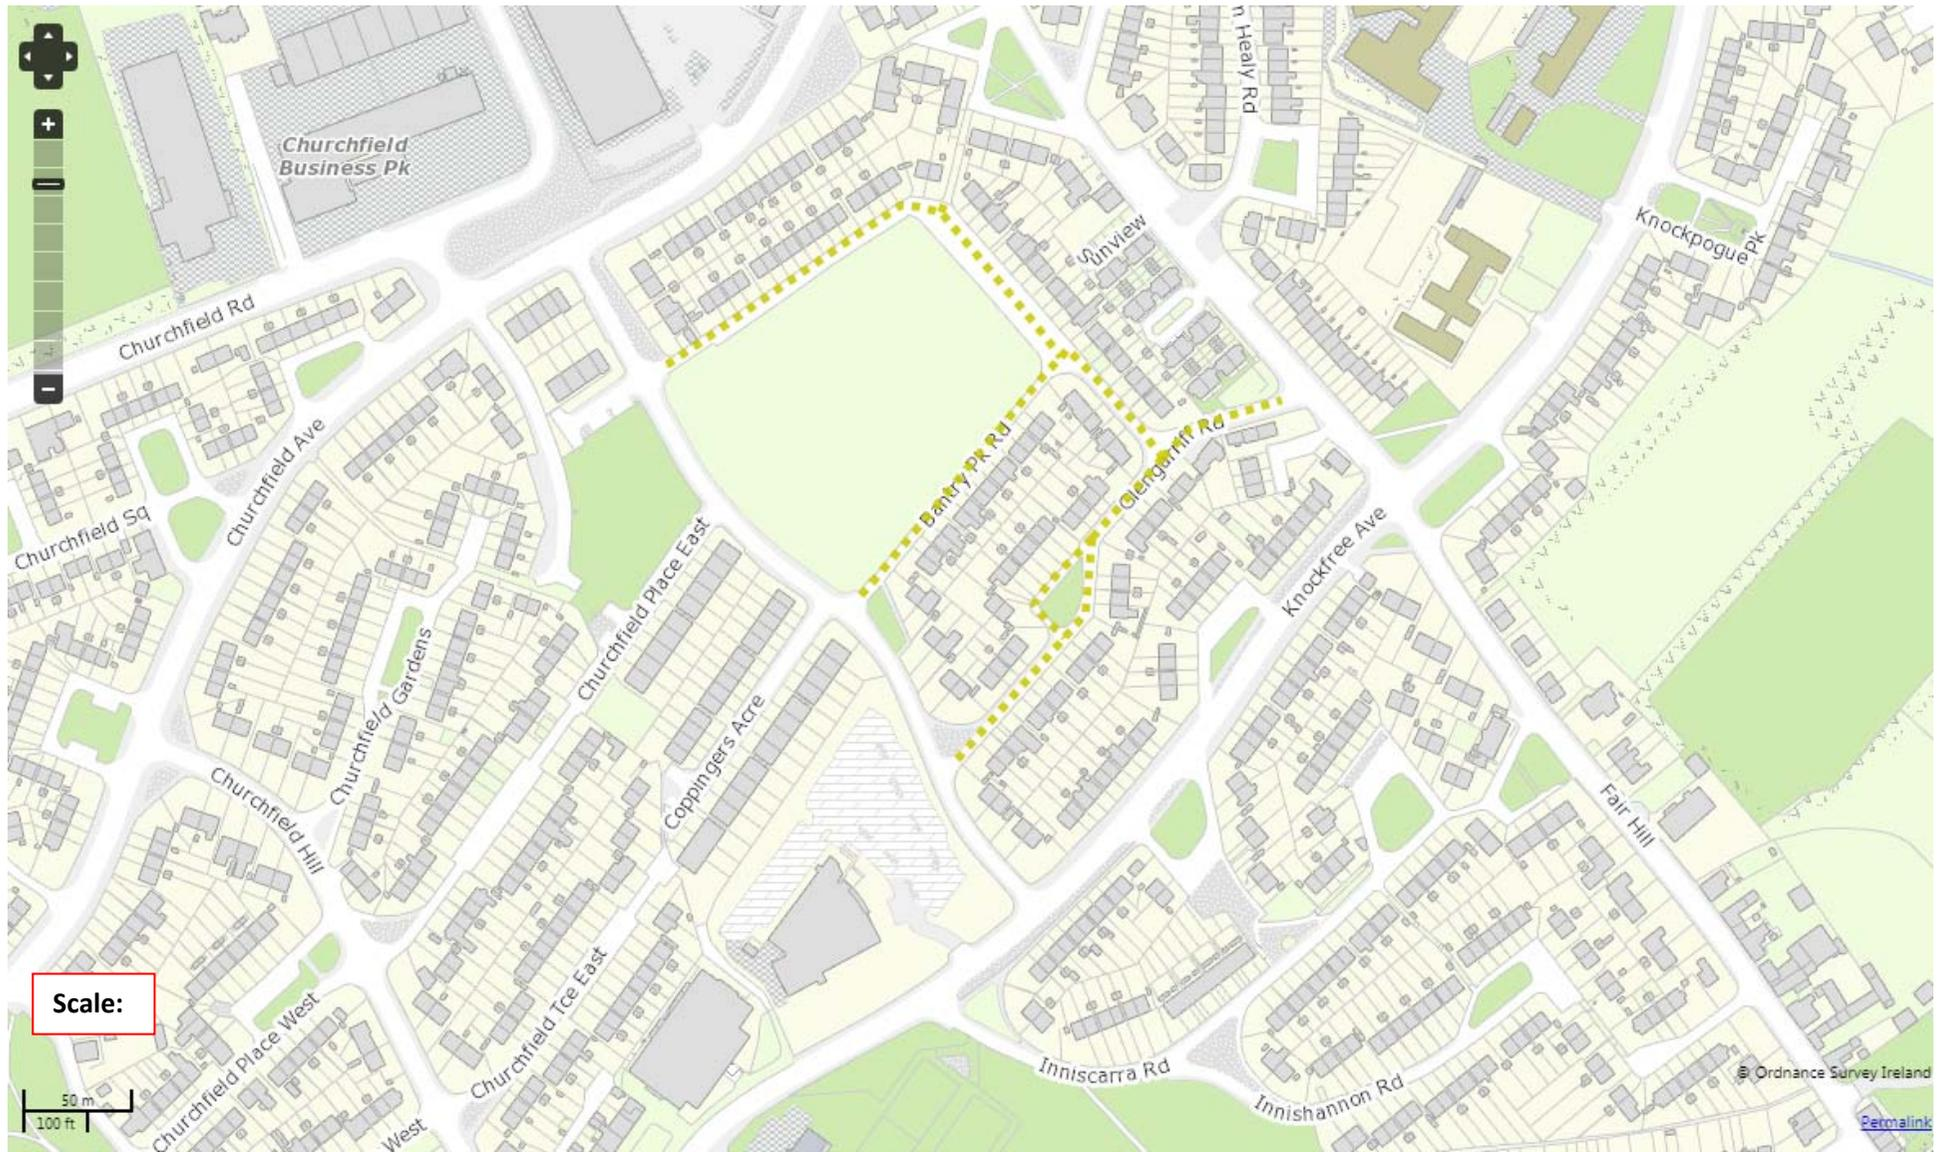 n Healy Rd
Churchfield
Business Pk
Sunview
Knockpogue Pk
Churchfield Rd
Churchfield Ave
Bantry Pk Rd
Glengarriff Rd
Churchfield Sq
Churchfield Place East
Knockfree Ave
Churchfield Gardens
Coppingers Acre
Churchfield Hill
Fair Hill
Scale:
Churchfield Tce East
Churchfield Place West
Inniscarra Rd
© Ordnance Survey Ireland
50 m
100 ft
Innishannon Rd
Permalink
West
+
−